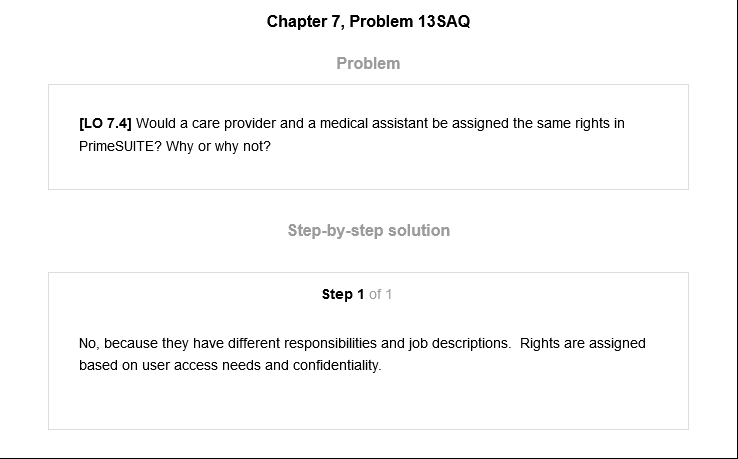 Chapter 7, Problem 13SAQ
Problem
[LO 7.4] Would a care provider and a medical assistant be assigned the same rights in
PrimeSUITE? Why or why not?
Step-by-step solution
Step 1 of 1
No, because they have different responsibilities and job descriptions.  Rights are assigned
based on user access needs and confidentiality.